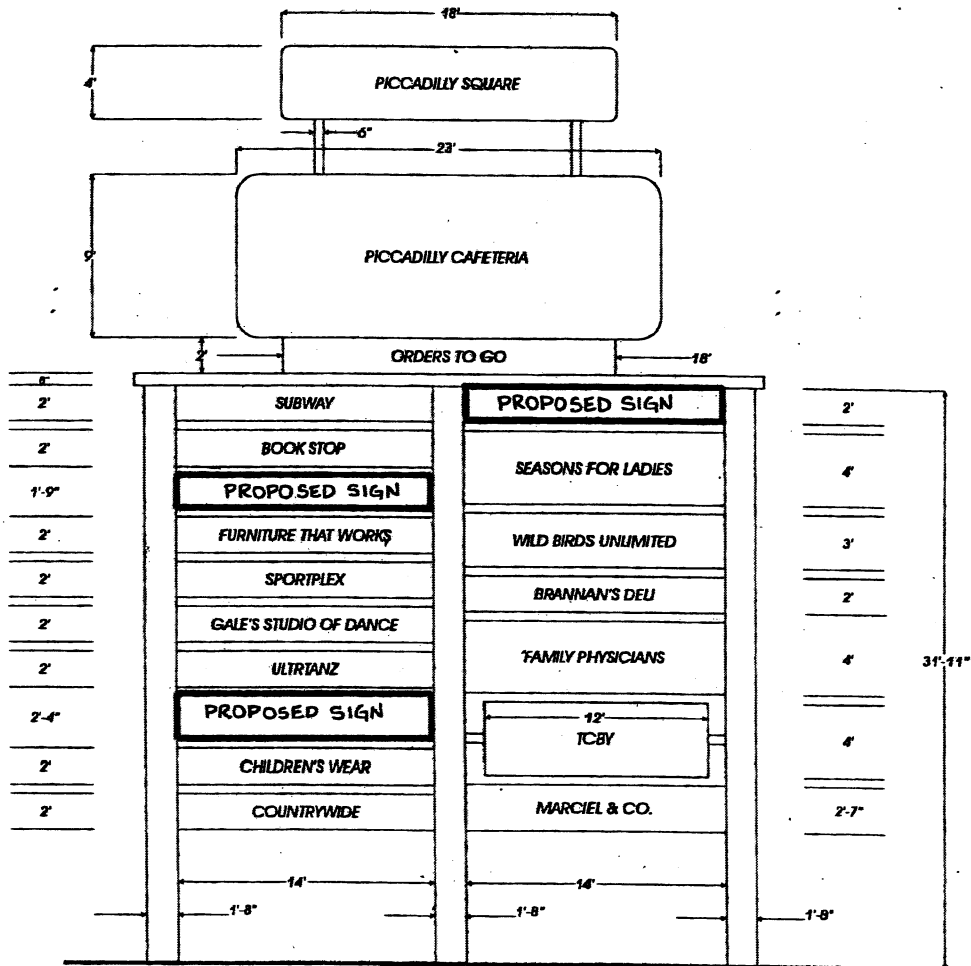 18'
4'
PICCADILLY SQUARE
6"
23'
9'
PICCADILLY CAFETERIA
2'
ORDERS TO GO
18'
6"
2'
SUBWAY
PROPOSED SIGN
2'
2'
BOOK STOP
SEASONS FOR LADIES
4'
1'-9"
PROPOSED SIGN
2'
FURNITURE THAT WORKS
WILD BIRDS UNLIMITED
3'
2'
SPORTPLEX
BRANNAN'S DELI
2'
2'
GALE'S STUDIO OF DANCE
FAMILY PHYSICIANS
4'
31'-11"
2'
ULTRTANZ
2'-4"
PROPOSED SIGN
12'
TCBY
4'
2'
CHILDREN'S WEAR
2'
COUNTRYWIDE
MARCIEL & CO.
2'-7"
14'
14'
1'-8"
1'-8"
1'-8"